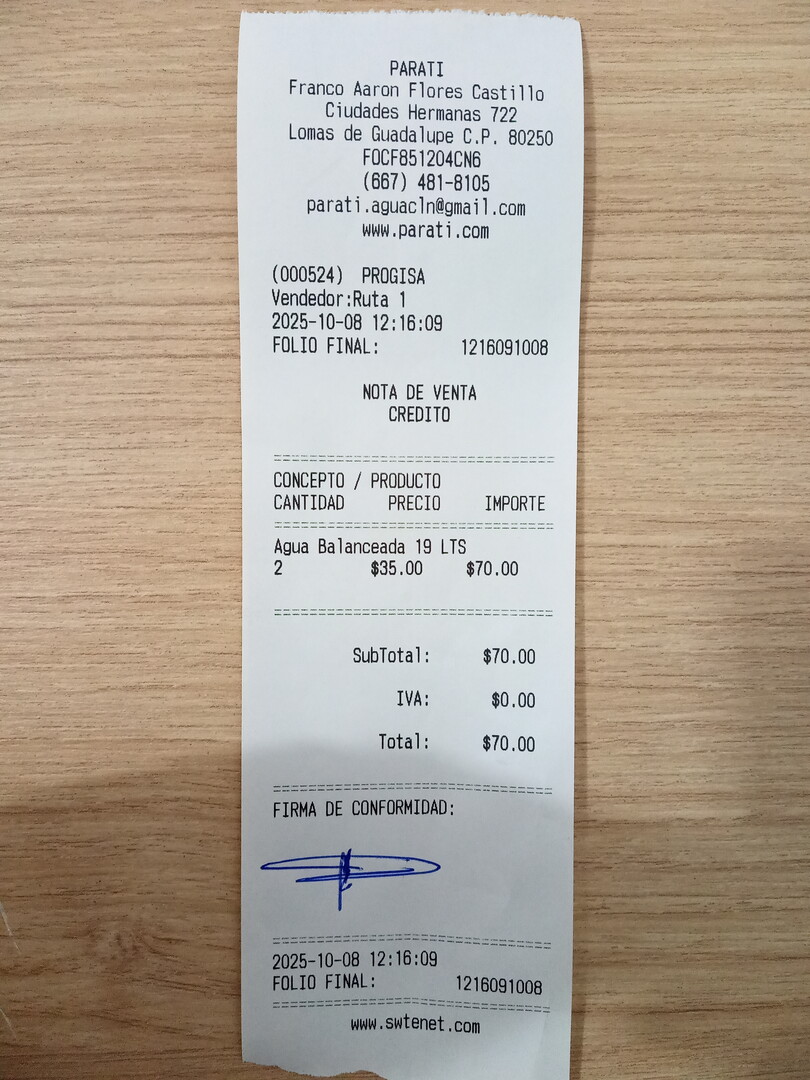 PARATI
Franco Aaron Flores Castillo
Ciudades Hermanas 722
Lomas de Guadalupe C.P. 80250
FOCF851204CN6
(667) 481-8105
parati.aguacln@gmail.com
www.parati.com
(000524) PROGISA
Vendedor:Ruta 1
2025-10-08 12:16:09
FOLIO FINAL: 1216091008
NOTA DE VENTA
CREDITO
CONCEPTO / PRODUCTO
CANTIDAD PRECIO IMPORTE
Agua Balanceada 19 LTS
2 $35.00 $70.00
SubTotal: $70.00
IVA: $0.00
Total: $70.00
FIRMA DE CONFORMIDAD:
2025-10-08 12:16:09
FOLIO FINAL: 1216091008
www.swtenet.com